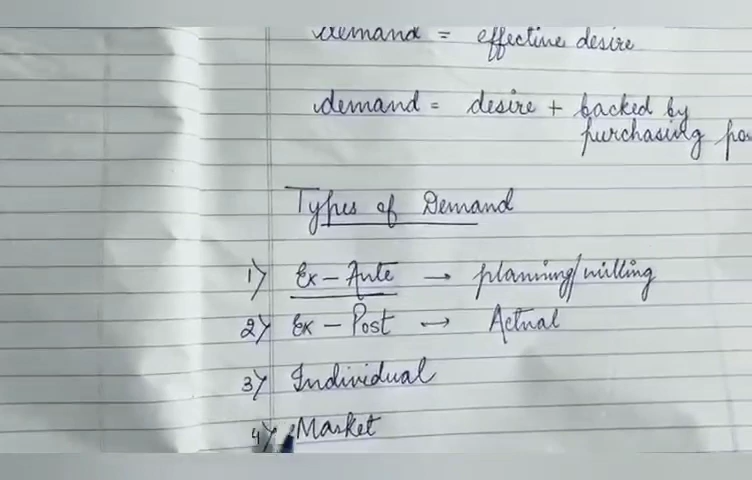 demand = effective desire
demand = desire + backed by
purchasing
Types of Demand
1) Ex-Ante → planning/willing
2) Ex-Post → Actual
3) Individual
4) Market